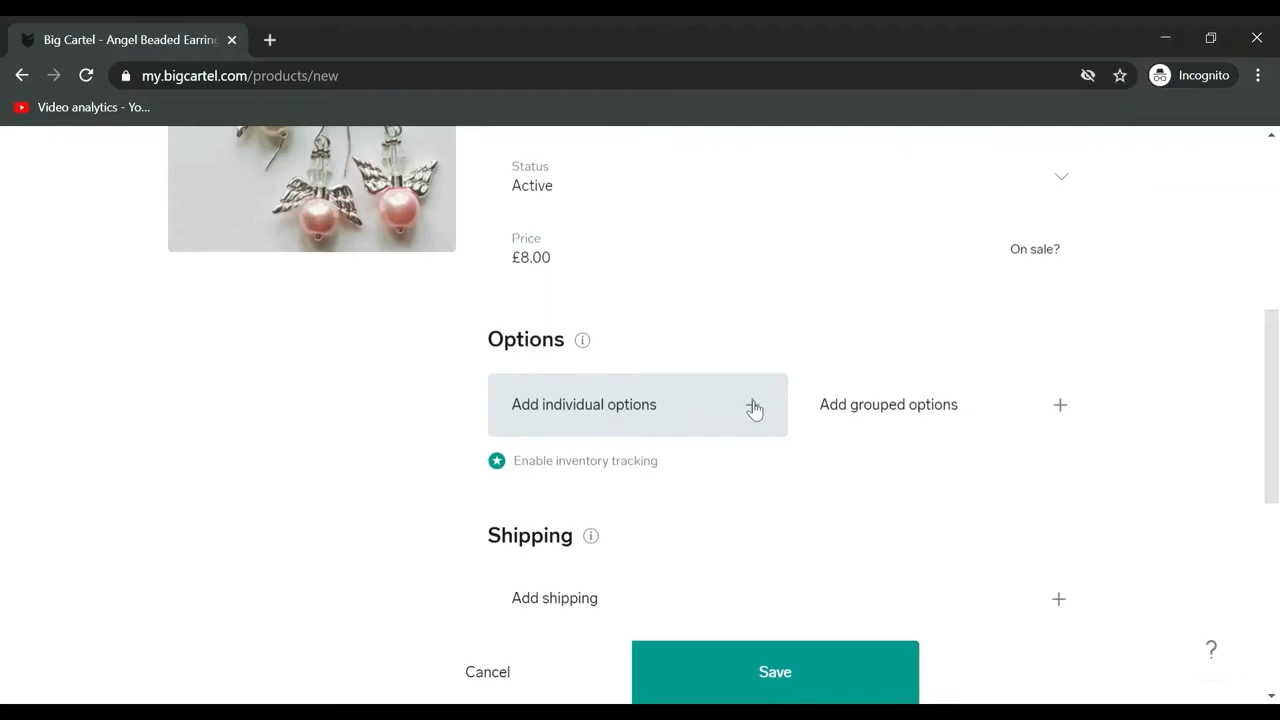 Big Cartel - Angel Beaded Earring
my.bigcartel.com/products/new
Incognito
Video analytics - Yo...
Status
Active
Price
£8.00
On sale?
Options
Add individual options
Add grouped options
Enable inventory tracking
Shipping
Add shipping
Cancel
Save
?